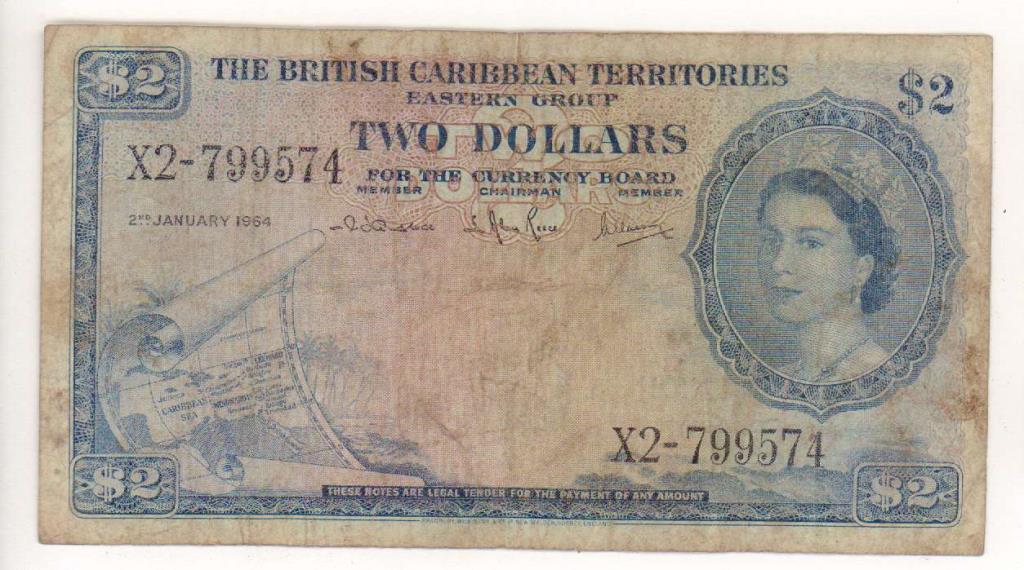 $2
THE BRITISH CARIBBEAN TERRITORIES
$2
EASTERN GROUP
TWO DOLLARS
X2-799574
FOR THE CURRENCY BOARD
MEMBER CHAIRMAN MEMBER
2ND JANUARY 1964
CARIBBEAN
SEA
X2-799574
$2
THESE NOTES ARE LEGAL TENDER FOR THE PAYMENT OF ANY AMOUNT
$2